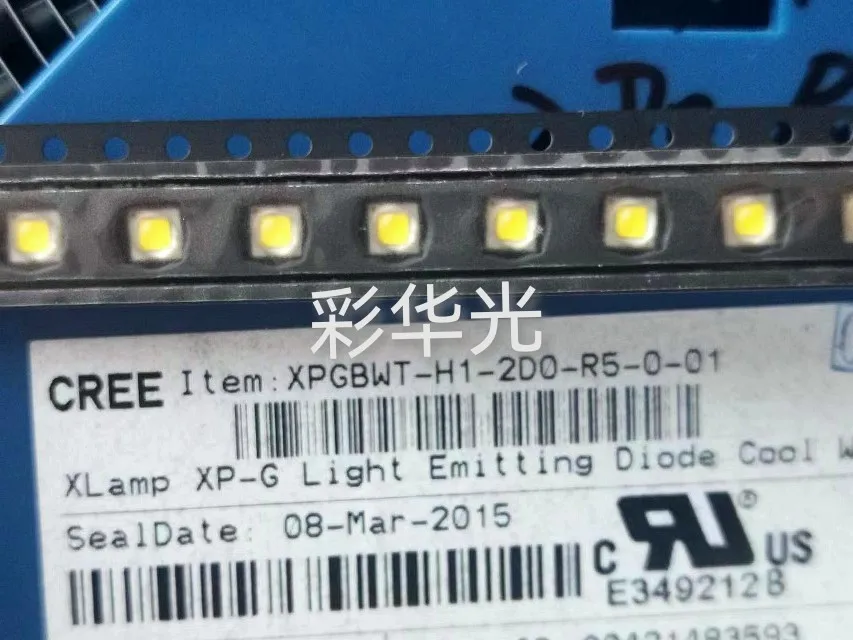 彩华光
CREE Item: XPGBWT-H1-2D0-R5-0-01
XLamp XP-G Light Emitting Diode Cool
SealDate: 08-Mar-2015
C RU ® US
E349212B